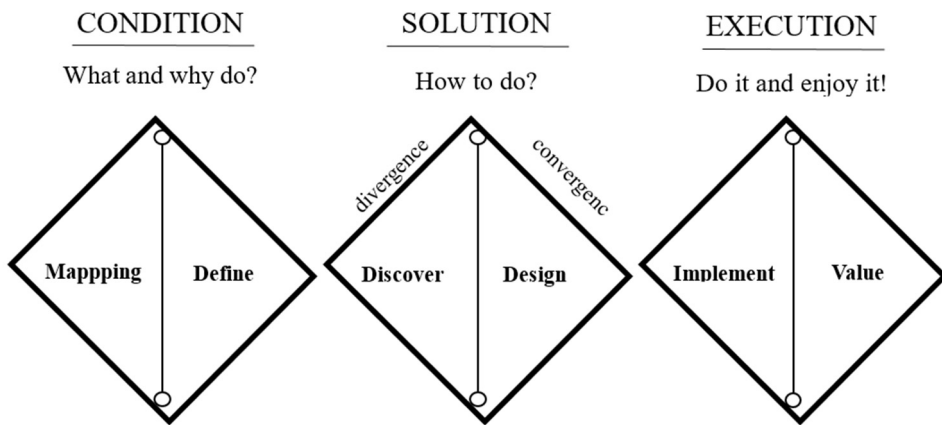 CONDITION
What and why do?
SOLUTION
How to do?
EXECUTION
Do it and enjoy it!
divergence
convergenc
Mappping
Define
Discover
Design
Implement
Value